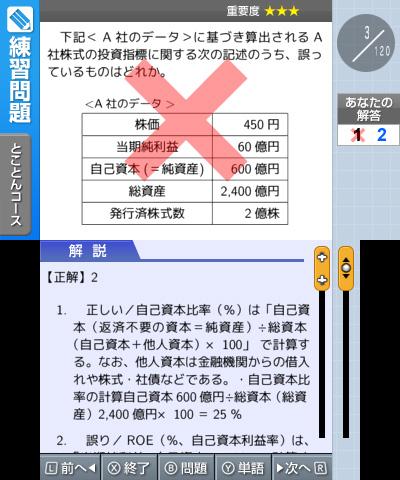 練習問題
とことんコース
重要度 ★★★
下記< A 社のデータ>に基づき算出される A
社株式の投資指標に関する次の記述のうち、誤っ
ているものはどれか。
<A 社のデータ>
株価 450 円
当期純利益 60 億円
自己資本 (=純資産) 600 億円
総資産 2,400 億円
発行済株式数 2 億株
3/120
あなたの
解答
1 2
解 説
【正解】2
1. 正しい/自己資本比率(%)は「自己資
本(返済不要の資本=純資産)÷総資本
(自己資本+他人資本)× 100」で計算す
る。なお、他人資本は金融機関からの借入
れや株式・社債などである。・自己資本比
率の計算自己資本 600 億円÷総資本(総資
産)2,400 億円× 100 = 25 %
2. 誤り/ ROE(%、自己資本利益率)は、
L 前へ
X 終了
B 問題
Y 単語
次へ R